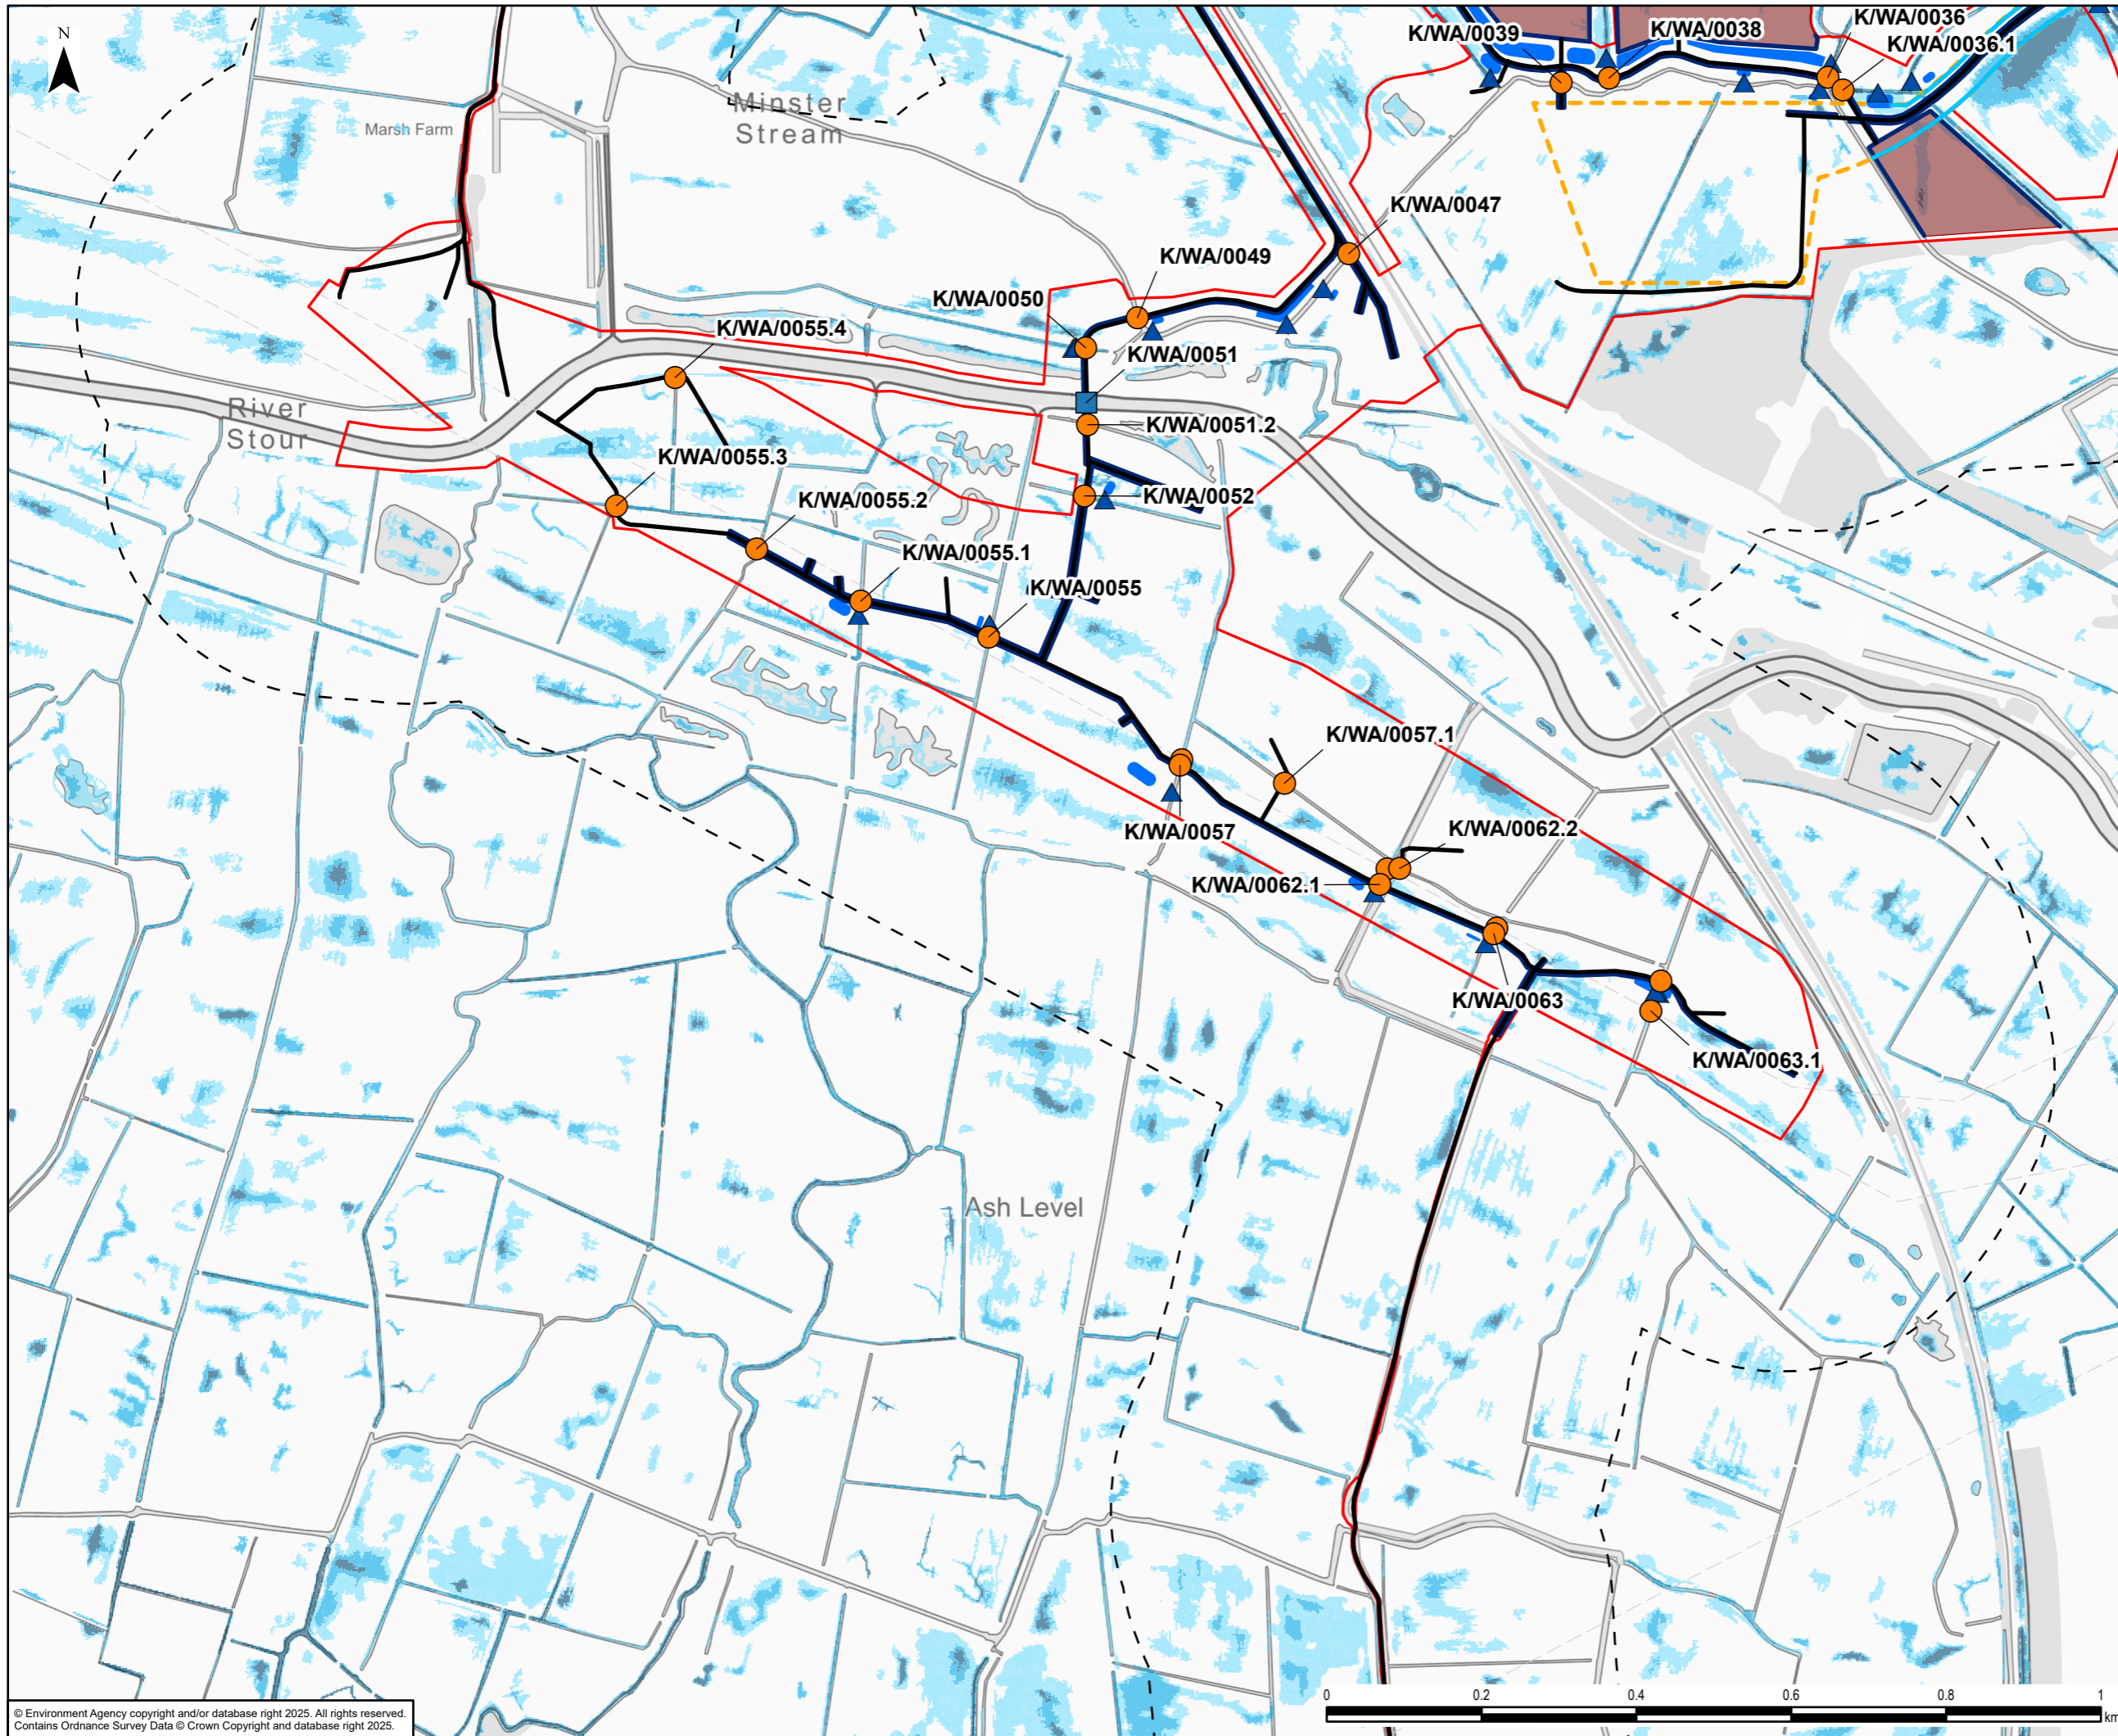 N
K/WA/0036
K/WA/0039
K/WA/0038
K/WA/0036.1
Minster
Stream
Marsh Farm
K/WA/0047
K/WA/0049
K/WA/0050
K/WA/0055.4
K/WA/0051
River
Stour
K/WA/0051.2
K/WA/0055.3
K/WA/0055.2
K/WA/0052
K/WA/0055.1
K/WA/0055
K/WA/0057.1
K/WA/0057
K/WA/0062.2
K/WA/0062.1
K/WA/0063
K/WA/0063.1
Ash Level
0 0.2 0.4 0.6 0.8 1
km
© Environment Agency copyright and/or database right 2025. All rights reserved.
Contains Ordnance Survey Data © Crown Copyright and database right 2025.